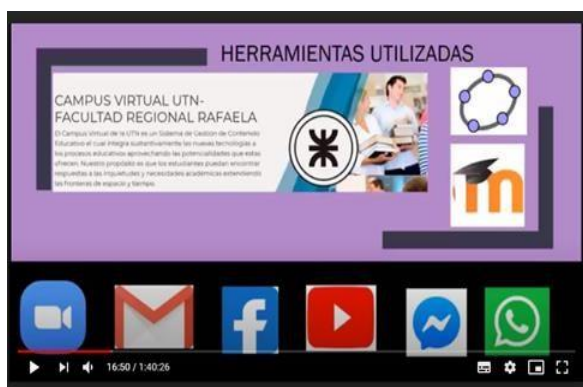 HERRAMIENTAS UTILIZADAS
CAMPUS VIRTUAL UTN-
FACULTAD REGIONAL RAFAELA
El Campus Virtual de la UTN es un Sistema de Gestión de Contenido
Educativo el cual integra sustantivamente las nuevas tecnologías a
los procesos educativos aprovechando las potencialidades que estas
ofrecen. Nuestro propósito es que los estudiantes puedan encontrar
respuestas a las inquietudes y necesidades académicas extendiendo
las fronteras de espacio y tiempo.
m
f
16:50 / 1:40:26